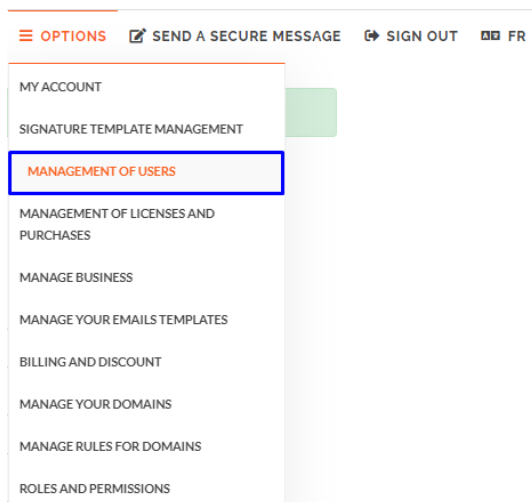 OPTIONS SEND A SECURE MESSAGE SIGN OUT FR
MY ACCOUNT
SIGNATURE TEMPLATE MANAGEMENT
MANAGEMENT OF USERS
MANAGEMENT OF LICENSES AND
PURCHASES
MANAGE BUSINESS
MANAGE YOUR EMAILS TEMPLATES
BILLING AND DISCOUNT
MANAGE YOUR DOMAINS
MANAGE RULES FOR DOMAINS
ROLES AND PERMISSIONS